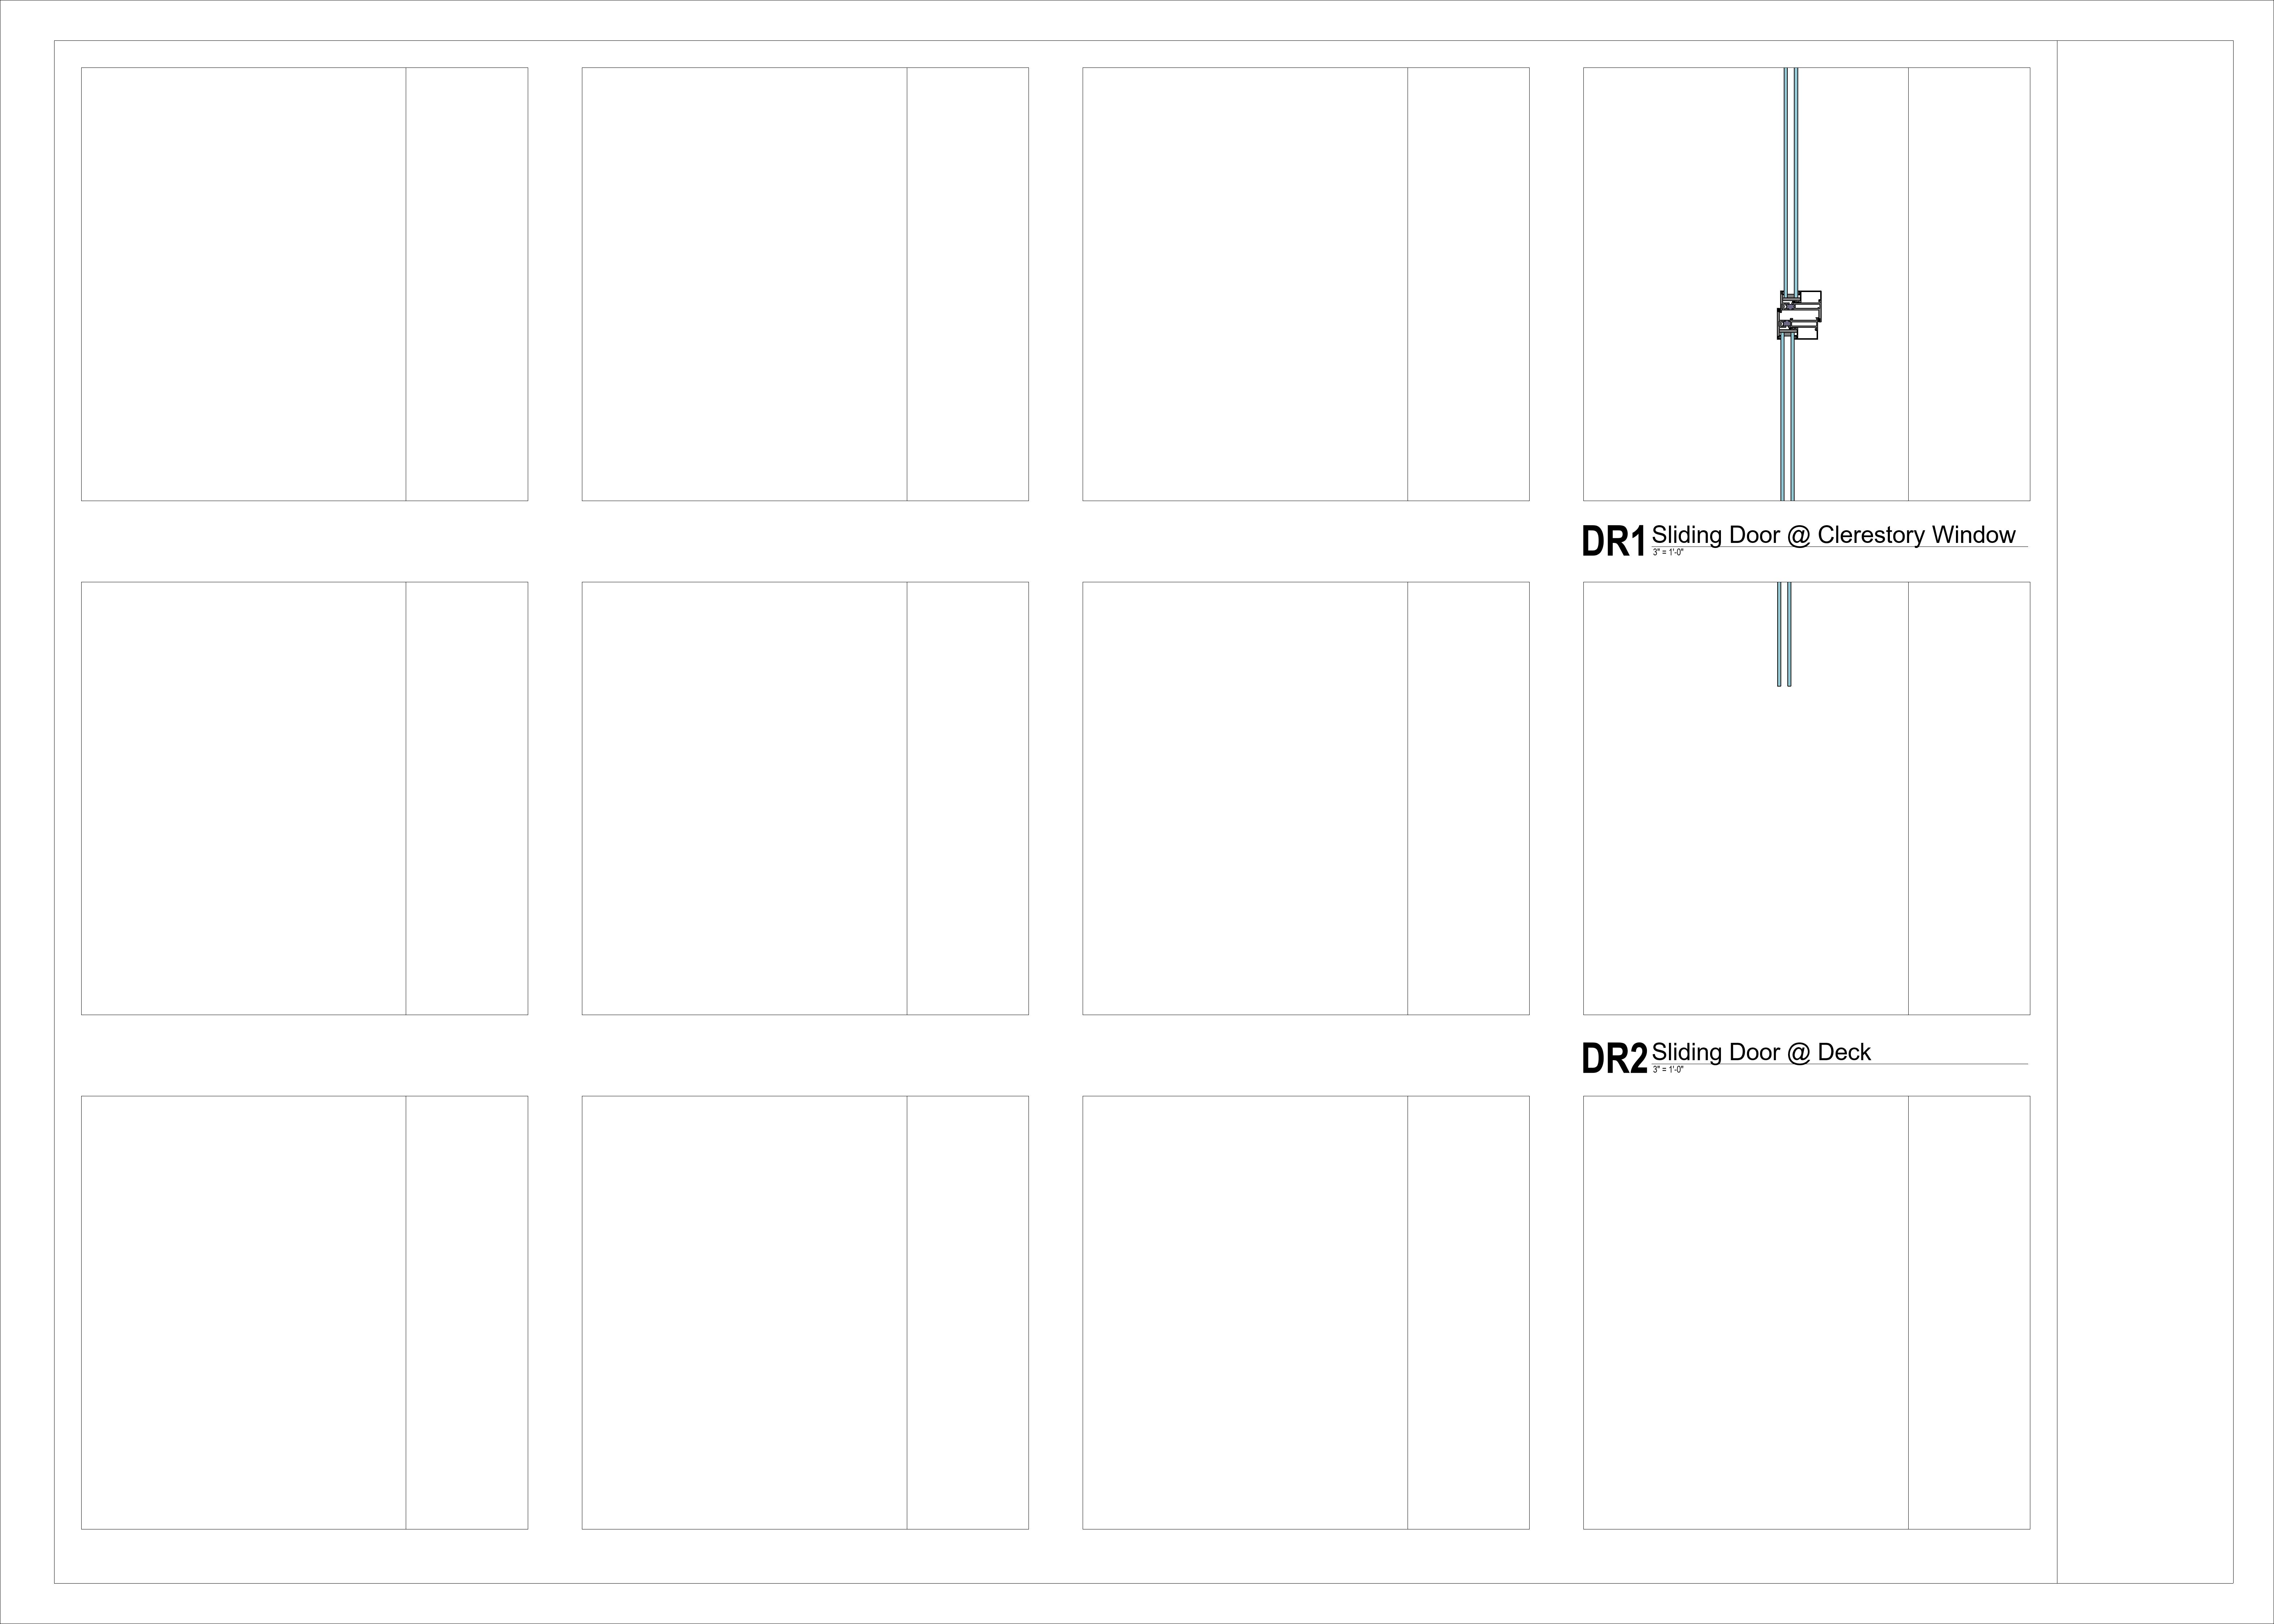 DR1 Sliding Door @ Clerestory Window
3" = 1'-0"
DR2 Sliding Door @ Deck
3" = 1'-0"